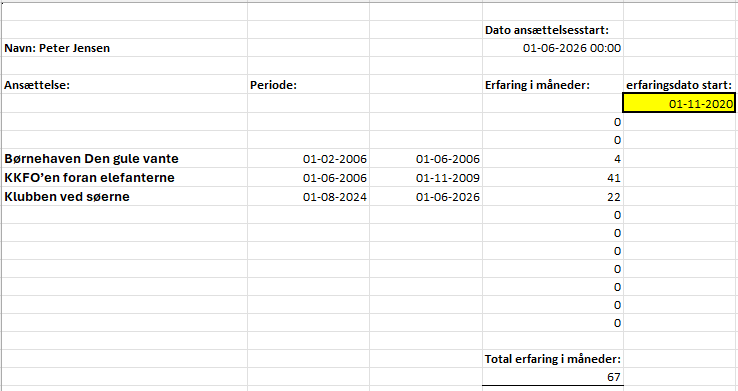 Dato ansættelsesstart:
Navn: Peter Jensen 01-06-2026 00:00
Ansættelse: Periode: Erfaring i måneder: erfaringsdato start:
01-11-2020
0
0
Børnehaven Den gule vante 01-02-2006 01-06-2006 4
KKFO'en foran elefanterne 01-06-2006 01-11-2009 41
Klubben ved søerne 01-08-2024 01-06-2026 22
0
0
0
0
0
0
0
Total erfaring i måneder:
67